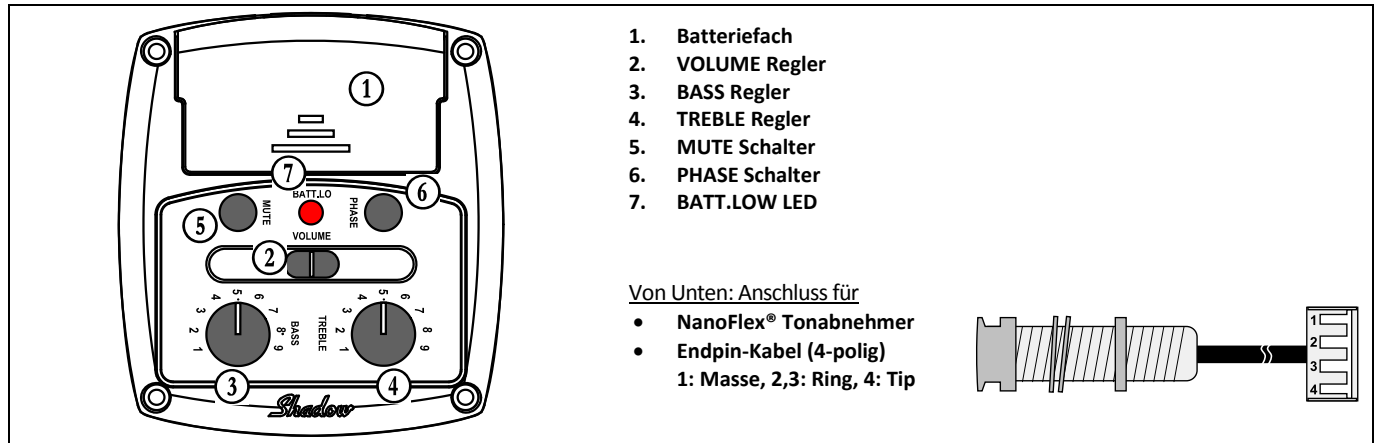 1
7
BATT.LO
6
MUTE
PHASE
5
VOLUME
2
1 2 3 4 5 6 7 8 9
BASS
TREBLE
1 2 3 4 5 6 7 8 9
3
4
Shadow
1. Batteriefach
2. VOLUME Regler
3. BASS Regler
4. TREBLE Regler
5. MUTE Schalter
6. PHASE Schalter
7. BATT.LOW LED
Von Unten: Anschluss für
• NanoFlex® Tonabnehmer
• Endpin-Kabel (4-polig)
1: Masse, 2,3: Ring, 4: Tip
1
2
3
4